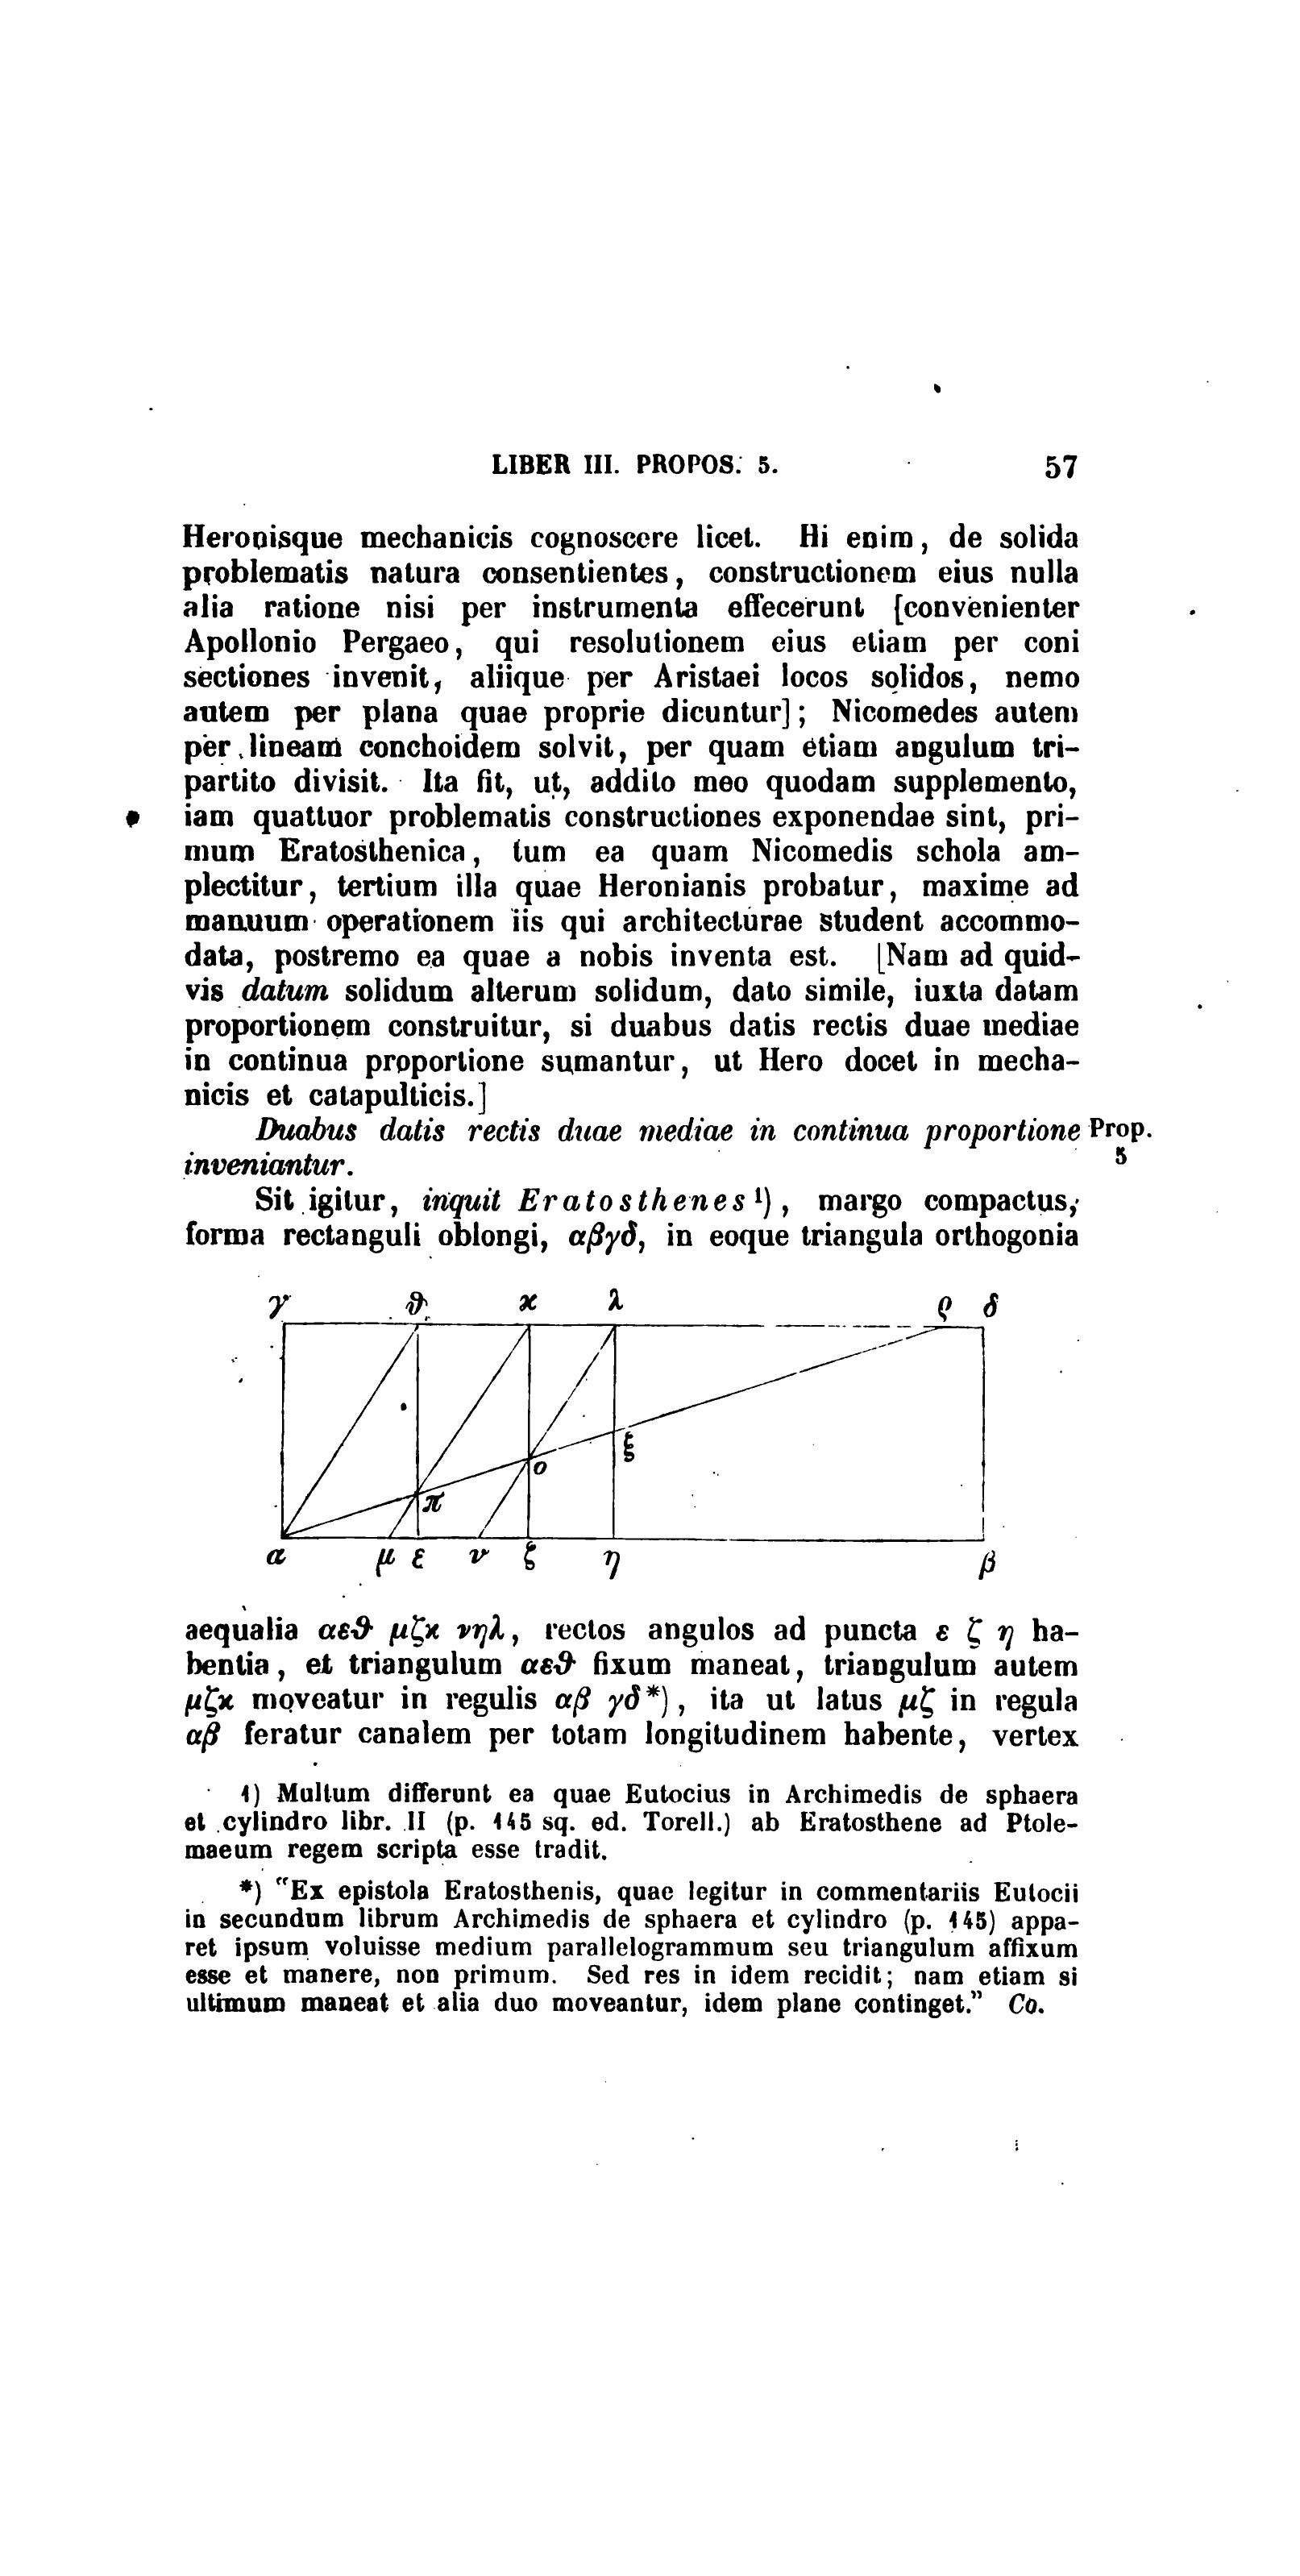 LIBER III. PROPOS. 5. 57
Heronisque mechanicis cognoscere licet. Hi enim, de solida
problematis natura consentientes, constructionem eius nulla
alia ratione nisi per instrumenta effecerunt [convenienter
Apollonio Pergaeo, qui resolutionem eius etiam per coni
sectiones invenit, aliique per Aristaei locos solidos, nemo
autem per plana quae proprie dicuntur]; Nicomedes autem
per lineam conchoidem solvit, per quam etiam angulum tri-
partito divisit. Ita fit, ut, addito meo quodam supplemento,
iam quattuor problematis constructiones exponendae sint, pri-
mum Eratosthenica, tum ea quam Nicomedis schola am-
plectitur, tertium illa quae Heronianis probatur, maxime ad
manuum operationem iis qui architecturae student accommo-
data, postremo ea quae a nobis inventa est. [Nam ad quid-
vis datum solidum alterum solidum, dato simile, iuxta datam
proportionem construitur, si duabus datis rectis duae mediae
in continua proportione sumantur, ut Hero docet in mecha-
nicis et catapulticis.]
Duabus datis rectis duae mediae in continua proportione Prop.
inveniantur. 5
Sit igitur, inquit Eratosthenes ¹), margo compactus,
forma rectanguli oblongi, αβγδ, in eoque triangula orthogonia
γ ϑ ϰ λ ϱ δ
ξ
ο
π
α μ ε ν ζ η β
aequalia αεϑ μζϰ νηλ, rectos angulos ad puncta ε ζ η ha-
bentia, et triangulum αεϑ fixum maneat, triangulum autem
μζϰ moveatur in regulis αβ γδ*), ita ut latus μζ in regula
αβ feratur canalem per totam longitudinem habente, vertex
1) Multum differunt ea quae Eutocius in Archimedis de sphaera
et cylindro libr. II (p. 145 sq. ed. Torell.) ab Eratosthene ad Ptole-
maeum regem scripta esse tradit.
*) "Ex epistola Eratosthenis, quae legitur in commentariis Eutocii
in secundum librum Archimedis de sphaera et cylindro (p. 145) appa-
ret ipsum voluisse medium parallelogrammum seu triangulum affixum
esse et manere, non primum. Sed res in idem recidit; nam etiam si
ultimum maneat et alia duo moveantur, idem plane continget." Co.